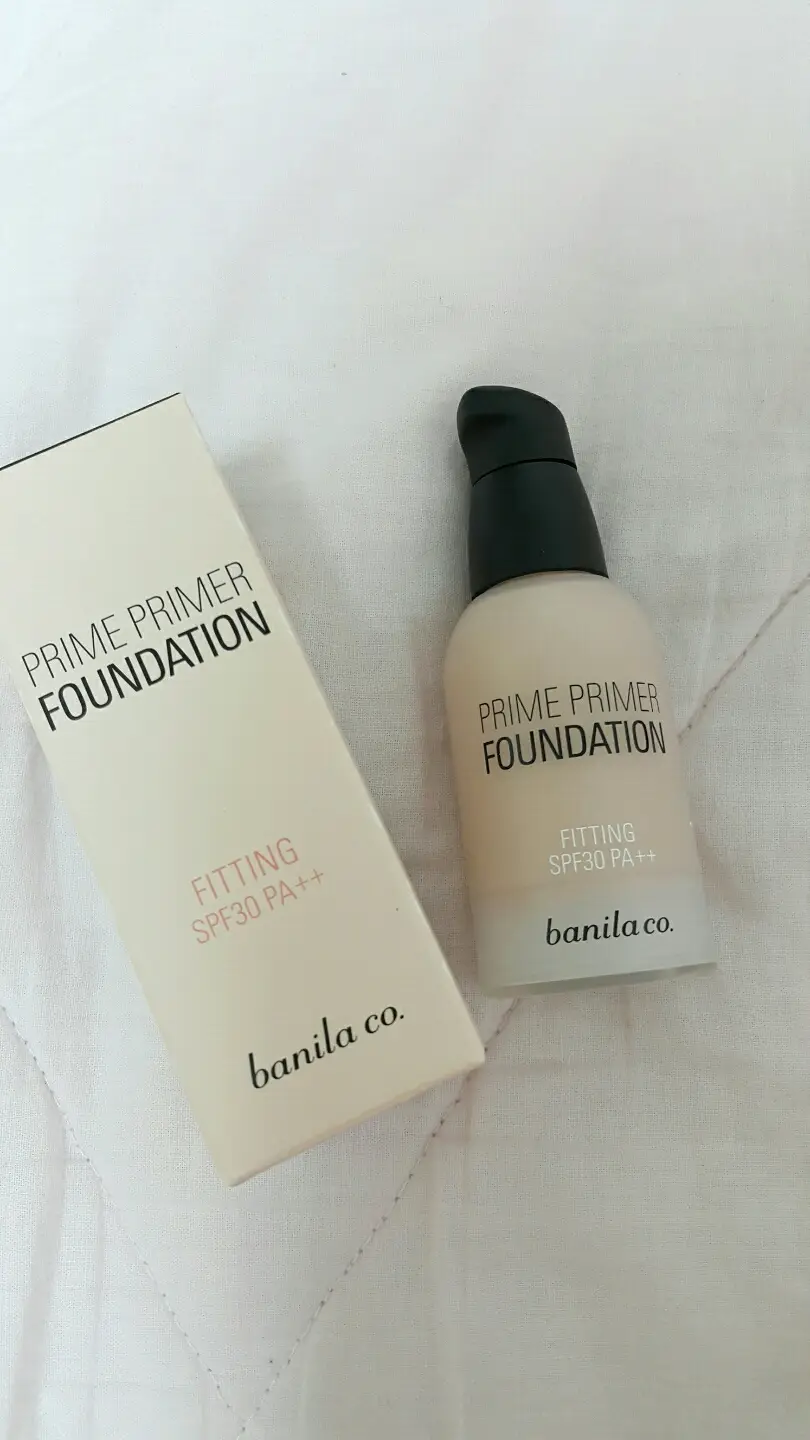 PRIME PRIMER
FOUNDATION
FITTING
SPF30 PA++
banila co.
PRIME PRIMER
FOUNDATION
FITTING
SPF30 PA++
banila co.